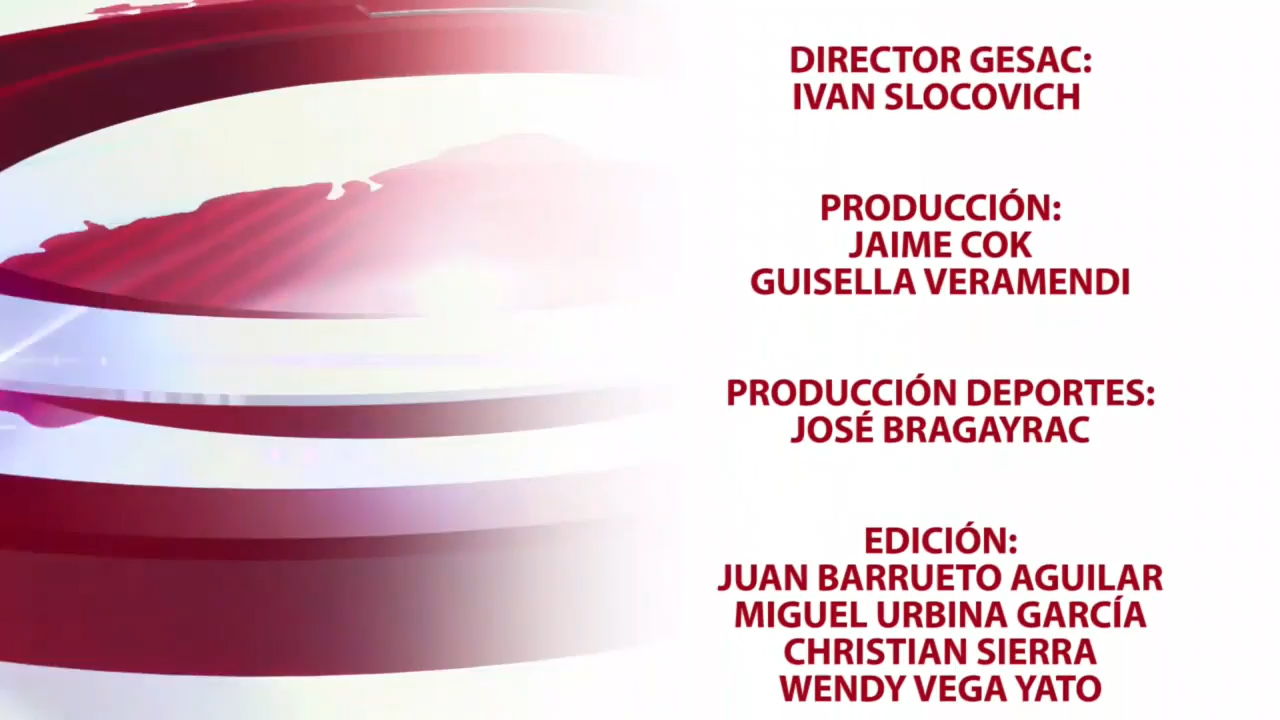 DIRECTOR GESAC:
IVAN SLOCOVICH
PRODUCCIÓN:
JAIME COK
GUISELLA VERAMENDI
PRODUCCIÓN DEPORTES:
JOSÉ BRAGAYRAC
EDICIÓN:
JUAN BARRUETO AGUILAR
MIGUEL URBINA GARCÍA
CHRISTIAN SIERRA
WENDY VEGA YATO